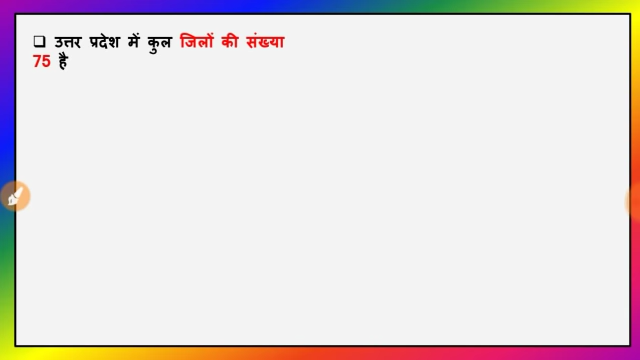 ❑ उत्तर प्रदेश में कुल जिलों की संख्या
75 है